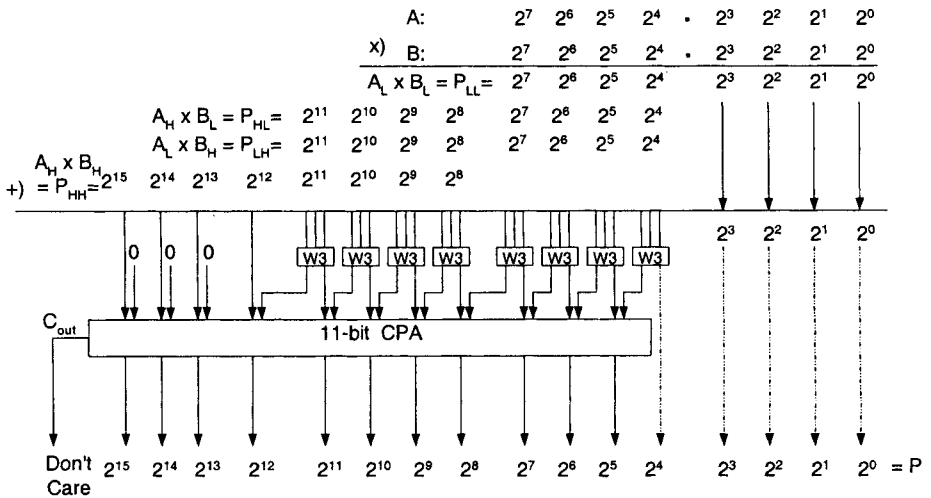 A: 2⁷ 2⁶ 2⁵ 2⁴ . 2³ 2² 2¹ 2⁰
x) B: 2⁷ 2⁶ 2⁵ 2⁴ . 2³ 2² 2¹ 2⁰
A_L x B_L = P_LL= 2⁷ 2⁶ 2⁵ 2⁴ 2³ 2² 2¹ 2⁰
A_H x B_L = P_HL= 2¹¹ 2¹⁰ 2⁹ 2⁸ 2⁷ 2⁶ 2⁵ 2⁴
A_L x B_H = P_LH= 2¹¹ 2¹⁰ 2⁹ 2⁸ 2⁷ 2⁶ 2⁵ 2⁴
A_H x B_H
+) = P_HH= 2¹⁵ 2¹⁴ 2¹³ 2¹² 2¹¹ 2¹⁰ 2⁹ 2⁸
2³ 2² 2¹ 2⁰
0 0 0 W3 W3 W3 W3 W3 W3 W3 W3
C_out 11-bit CPA
Don't 2¹⁵ 2¹⁴ 2¹³ 2¹² 2¹¹ 2¹⁰ 2⁹ 2⁸ 2⁷ 2⁶ 2⁵ 2⁴ 2³ 2² 2¹ 2⁰ = P
Care